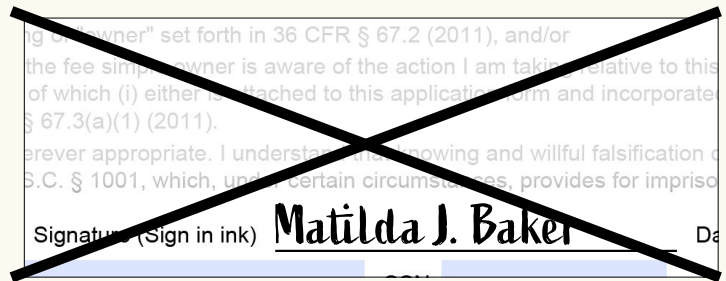 ng or "owner" set forth in 36 CFR § 67.2 (2011), and/or
the fee simple owner is aware of the action I am taking relative to this
of which (i) either is attached to this application form and incorporated
§ 67.3(a)(1) (2011).
erever appropriate. I understand that knowing and willful falsification o
S.C. § 1001, which, under certain circumstances, provides for impriso
Signature (Sign in ink) Matilda J. Baker Da